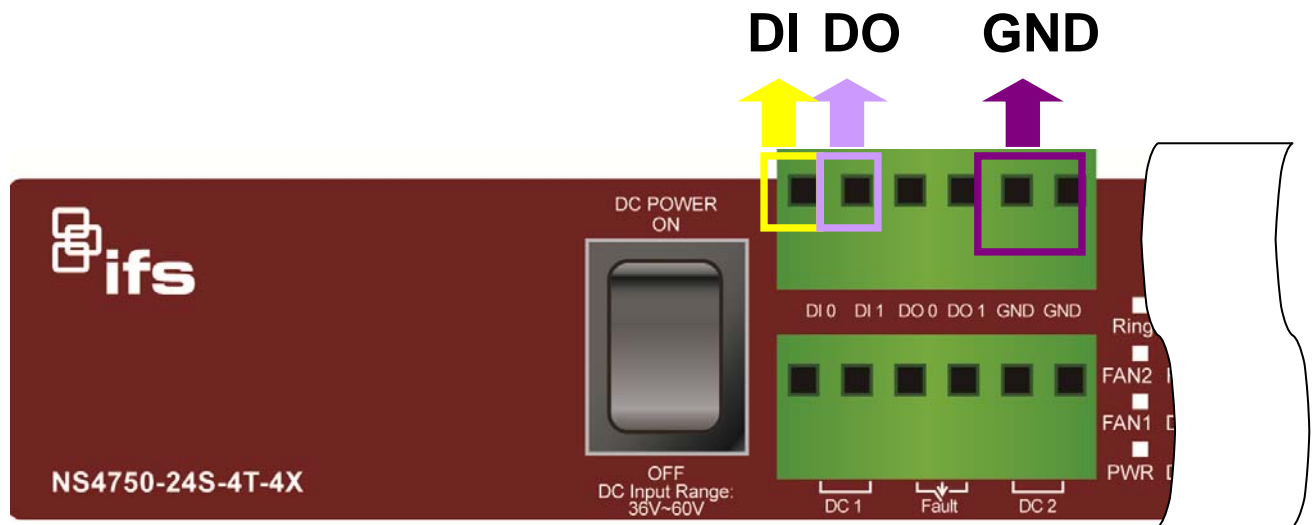 DI DO GND
DC POWER
ON
ifs
DI 0 DI 1 DO 0 DO 1 GND GND
Ring
FAN2
FAN1
PWR
NS4750-24S-4T-4X
OFF
DC Input Range:
36V~60V
DC 1 Fault DC 2